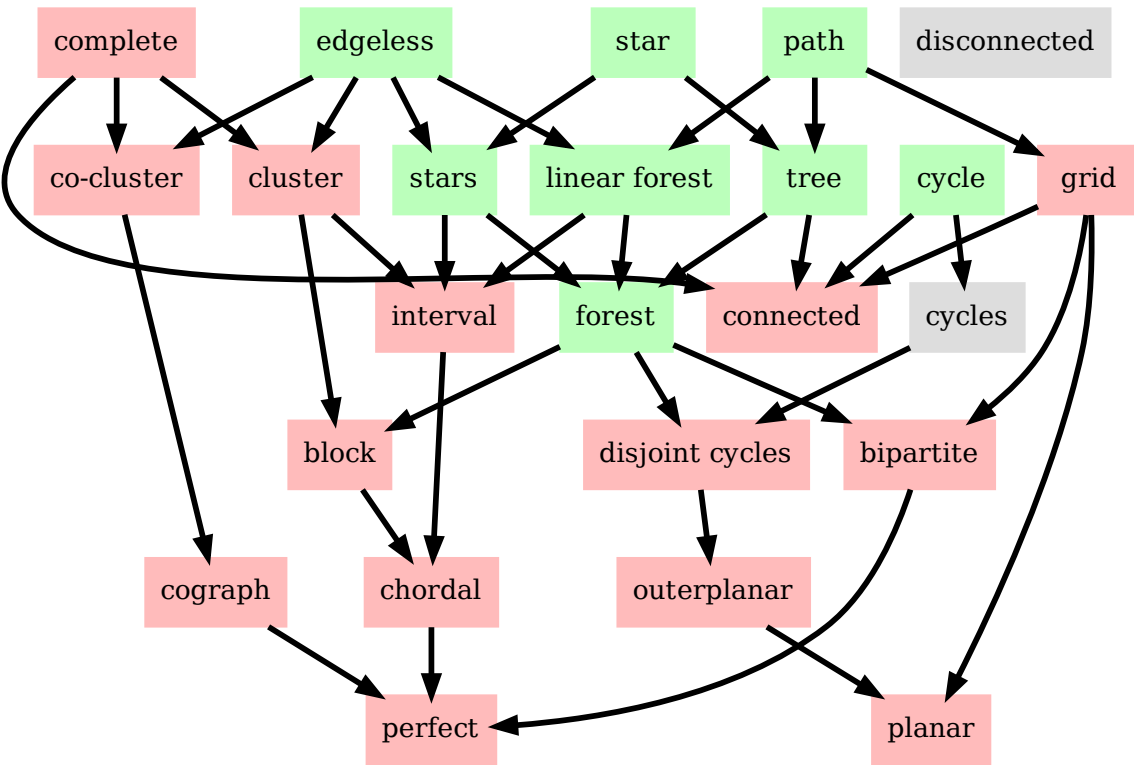 complete
edgeless
star
path
disconnected
co-cluster
cluster
stars
linear forest
tree
cycle
grid
interval
forest
connected
cycles
block
disjoint cycles
bipartite
cograph
chordal
outerplanar
perfect
planar